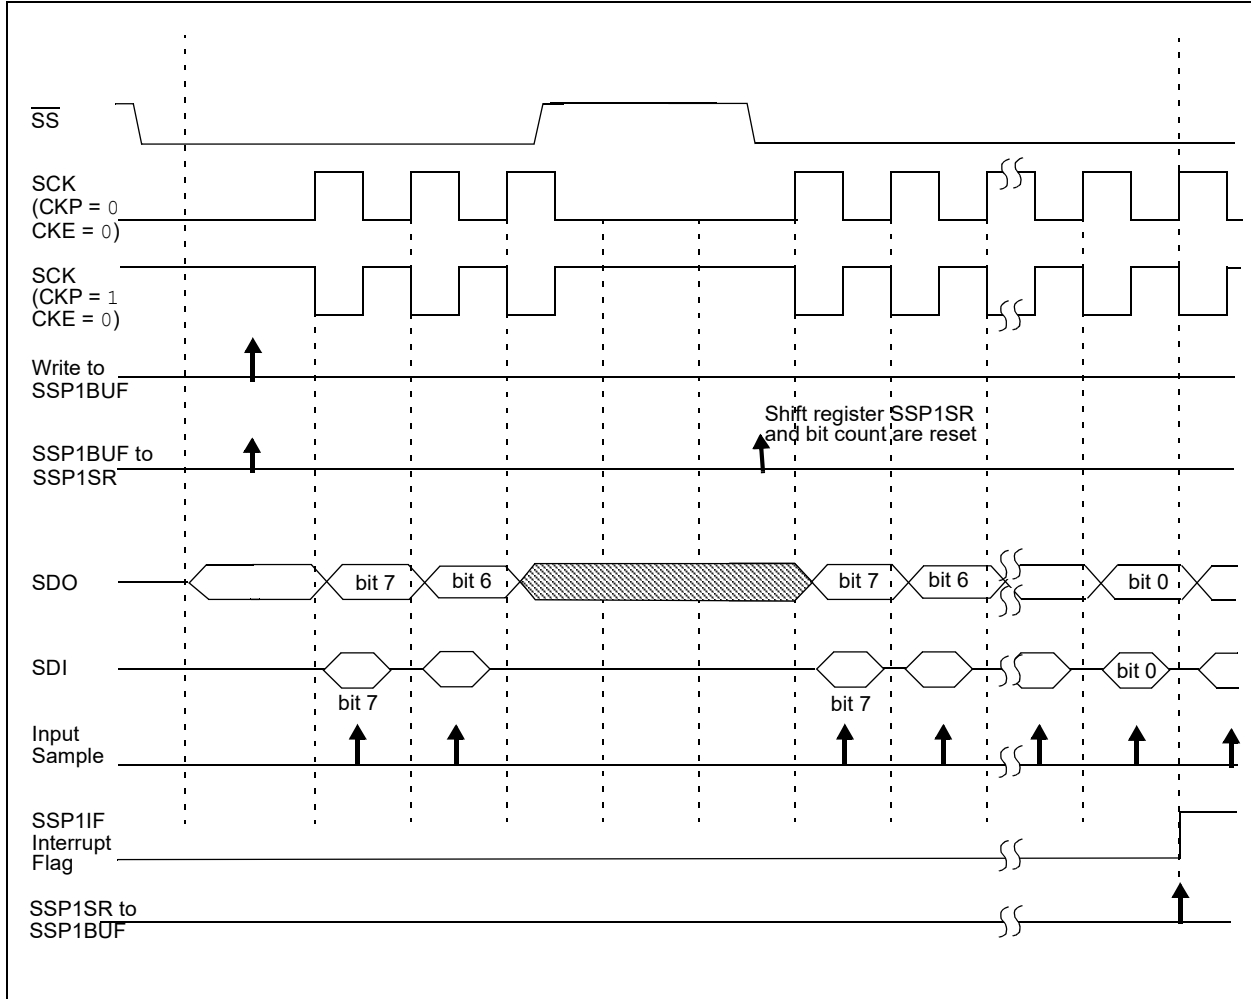 SS
SCK
(CKP = 0
CKE = 0)
SCK
(CKP = 1
CKE = 0)
Write to
SSP1BUF
Shift register SSP1SR
and bit count are reset
SSP1BUF to
SSP1SR
SDO
bit 7
bit 6
bit 7
bit 6
bit 0
SDI
bit 0
bit 7
bit 7
Input
Sample
SSP1IF
Interrupt
Flag
SSP1SR to
SSP1BUF